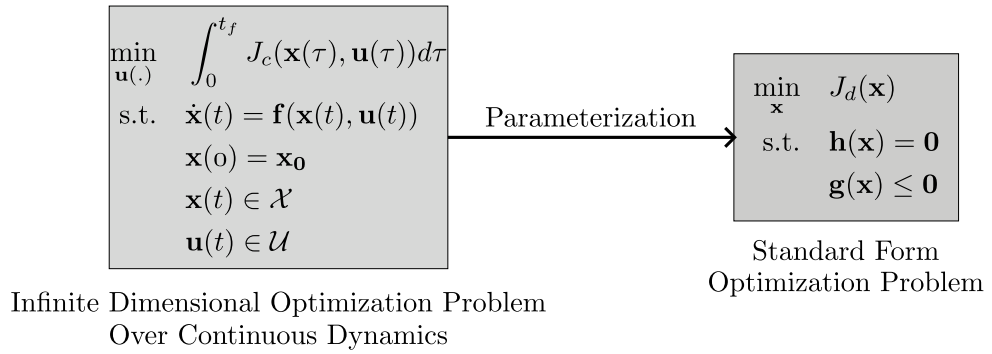 min u(.) ∫₀^{t_f} J_c(x(τ), u(τ))dτ
s.t. ẋ(t) = f(x(t), u(t))
x(o) = x₀
x(t) ∈ 𝒳
u(t) ∈ 𝒰
Infinite Dimensional Optimization Problem
Over Continuous Dynamics
Parameterization
min x J_d(x)
s.t. h(x) = 0
g(x) ≤ 0
Standard Form
Optimization Problem